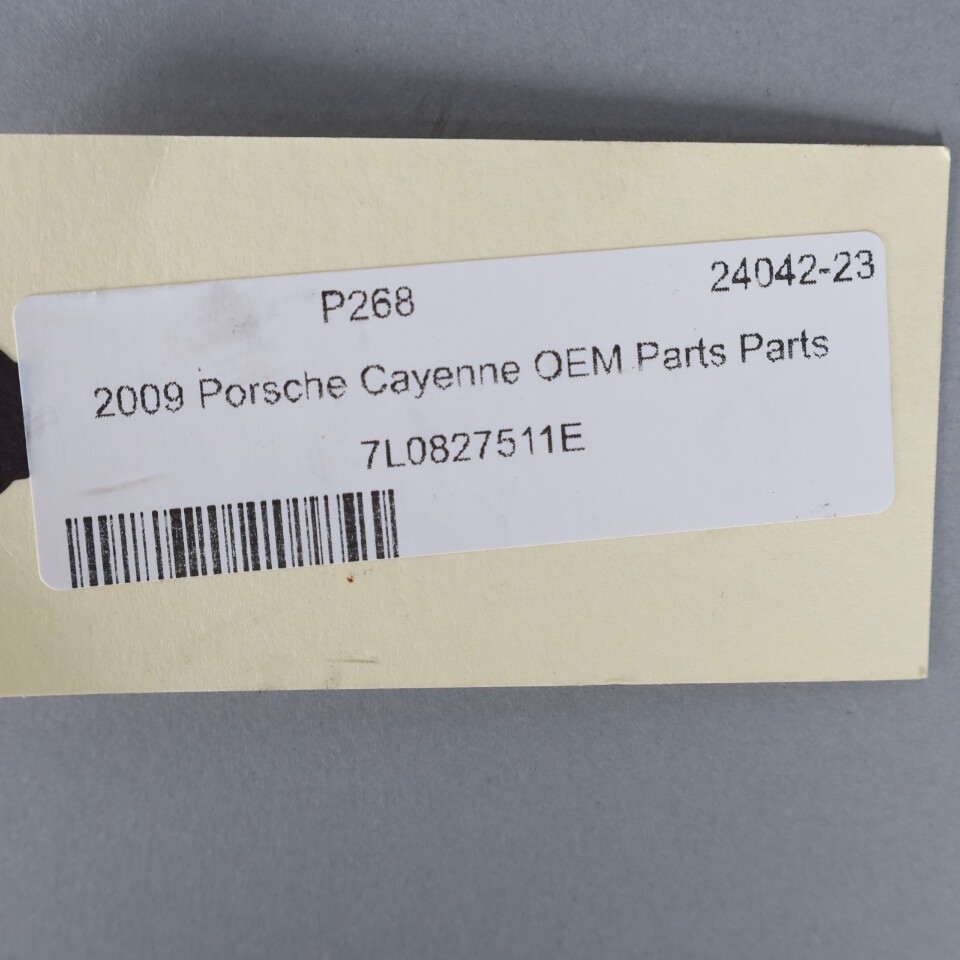 P268 24042-23
2009 Porsche Cayenne OEM Parts Parts
7L0827511E